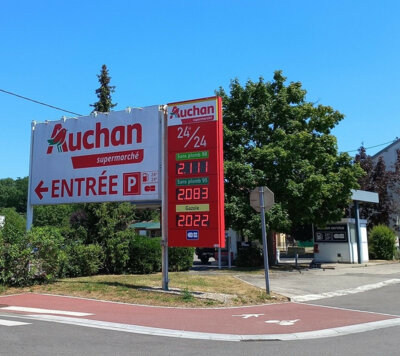 Auchan
supermarché
ENTRÉE P
Auchan
supermarché
24/24
Sans plomb 98
2.111
Sans plomb 95
2.083
Gazole
2.022